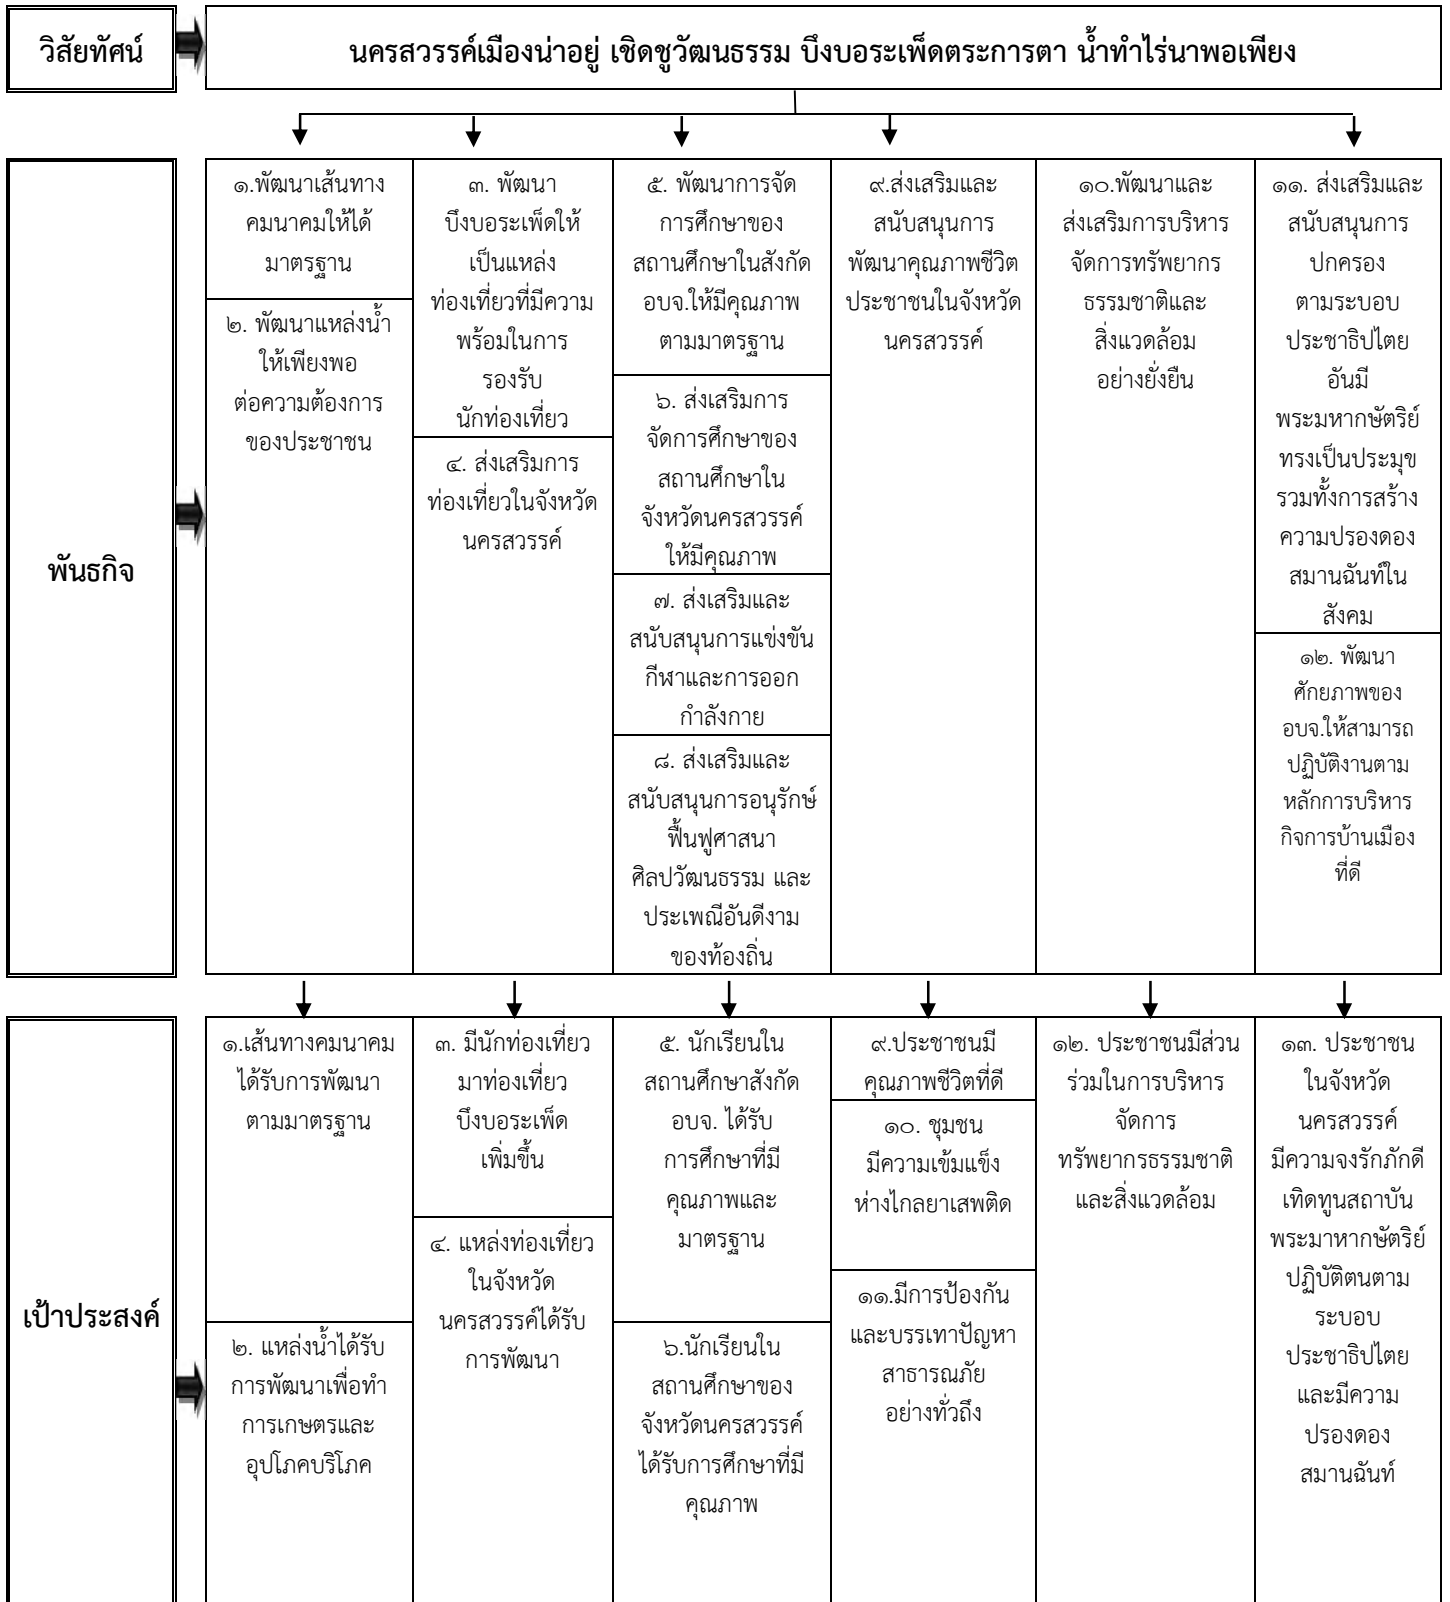 วิสัยทัศน์
นครสวรรค์เมืองน่าอยู่ เชิดชูวัฒนธรรม บึงบอระเพ็ดตระการตา น้ำทำไร่นาพอเพียง
พันธกิจ
๑.พัฒนาเส้นทาง
คมนาคมให้ได้
มาตรฐาน
๒. พัฒนาแหล่งน้ำ
ให้เพียงพอ
ต่อความต้องการ
ของประชาชน
๓. พัฒนา
บึงบอระเพ็ดให้
เป็นแหล่ง
ท่องเที่ยวที่มีความ
พร้อมในการ
รองรับ
นักท่องเที่ยว
๔. ส่งเสริมการ
ท่องเที่ยวในจังหวัด
นครสวรรค์
๕. พัฒนาการจัด
การศึกษาของ
สถานศึกษาในสังกัด
อบจ.ให้มีคุณภาพ
ตามมาตรฐาน
๖. ส่งเสริมการ
จัดการศึกษาของ
สถานศึกษาใน
จังหวัดนครสวรรค์
ให้มีคุณภาพ
๗. ส่งเสริมและ
สนับสนุนการแข่งขัน
กีฬาและการออก
กำลังกาย
๘. ส่งเสริมและ
สนับสนุนการอนุรักษ์
ฟื้นฟูศาสนา
ศิลปวัฒนธรรม และ
ประเพณีอันดีงาม
ของท้องถิ่น
๙.ส่งเสริมและ
สนับสนุนการ
พัฒนาคุณภาพชีวิต
ประชาชนในจังหวัด
นครสวรรค์
๑๐.พัฒนาและ
ส่งเสริมการบริหาร
จัดการทรัพยากร
ธรรมชาติและ
สิ่งแวดล้อม
อย่างยั่งยืน
๑๑. ส่งเสริมและ
สนับสนุนการ
ปกครอง
ตามระบอบ
ประชาธิปไตย
อันมี
พระมหากษัตริย์
ทรงเป็นประมุข
รวมทั้งการสร้าง
ความปรองดอง
สมานฉันท์ใน
สังคม
๑๒. พัฒนา
ศักยภาพของ
อบจ.ให้สามารถ
ปฏิบัติงานตาม
หลักการบริหาร
กิจการบ้านเมือง
ที่ดี
เป้าประสงค์
๑.เส้นทางคมนาคม
ได้รับการพัฒนา
ตามมาตรฐาน
๒. แหล่งน้ำได้รับ
การพัฒนาเพื่อทำ
การเกษตรและ
อุปโภคบริโภค
๓. มีนักท่องเที่ยว
มาท่องเที่ยว
บึงบอระเพ็ด
เพิ่มขึ้น
๔. แหล่งท่องเที่ยว
ในจังหวัด
นครสวรรค์ได้รับ
การพัฒนา
๕. นักเรียนใน
สถานศึกษาสังกัด
อบจ. ได้รับ
การศึกษาที่มี
คุณภาพและ
มาตรฐาน
๖.นักเรียนใน
สถานศึกษาของ
จังหวัดนครสวรรค์
ได้รับการศึกษาที่มี
คุณภาพ
๙.ประชาชนมี
คุณภาพชีวิตที่ดี
๑๐. ชุมชน
มีความเข้มแข็ง
ห่างไกลยาเสพติด
๑๑.มีการป้องกัน
และบรรเทาปัญหา
สาธารณภัย
อย่างทั่วถึง
๑๒. ประชาชนมีส่วน
ร่วมในการบริหาร
จัดการ
ทรัพยากรธรรมชาติ
และสิ่งแวดล้อม
๑๓. ประชาชน
ในจังหวัด
นครสวรรค์
มีความจงรักภักดี
เทิดทูนสถาบัน
พระมาหากษัตริย์
ปฏิบัติตนตาม
ระบอบ
ประชาธิปไตย
และมีความ
ปรองดอง
สมานฉันท์